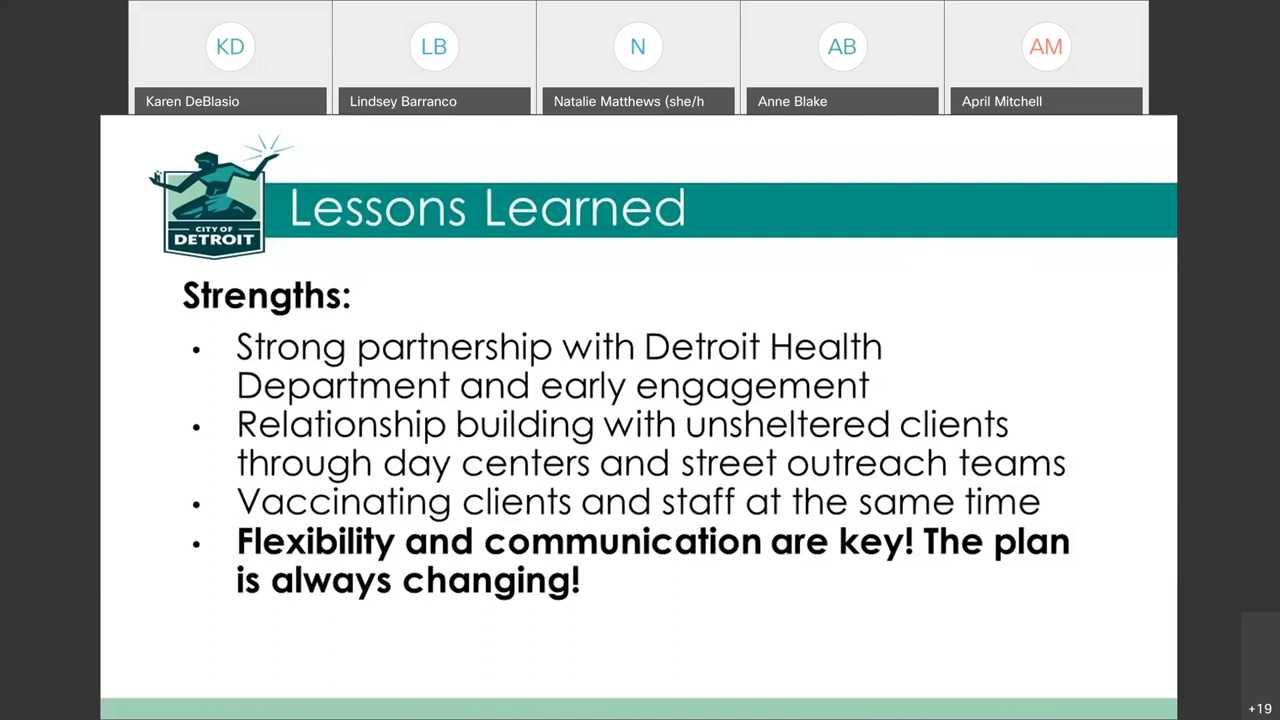 KD
LB
N
AB
AM
Karen DeBlasio
Lindsey Barranco
Natalie Matthews (she/h
Anne Blake
April Mitchell
CITY OF
DETROIT
Lessons Learned
Strengths:
• Strong partnership with Detroit Health
Department and early engagement
• Relationship building with unsheltered clients
through day centers and street outreach teams
• Vaccinating clients and staff at the same time
• Flexibility and communication are key! The plan
is always changing!
+19